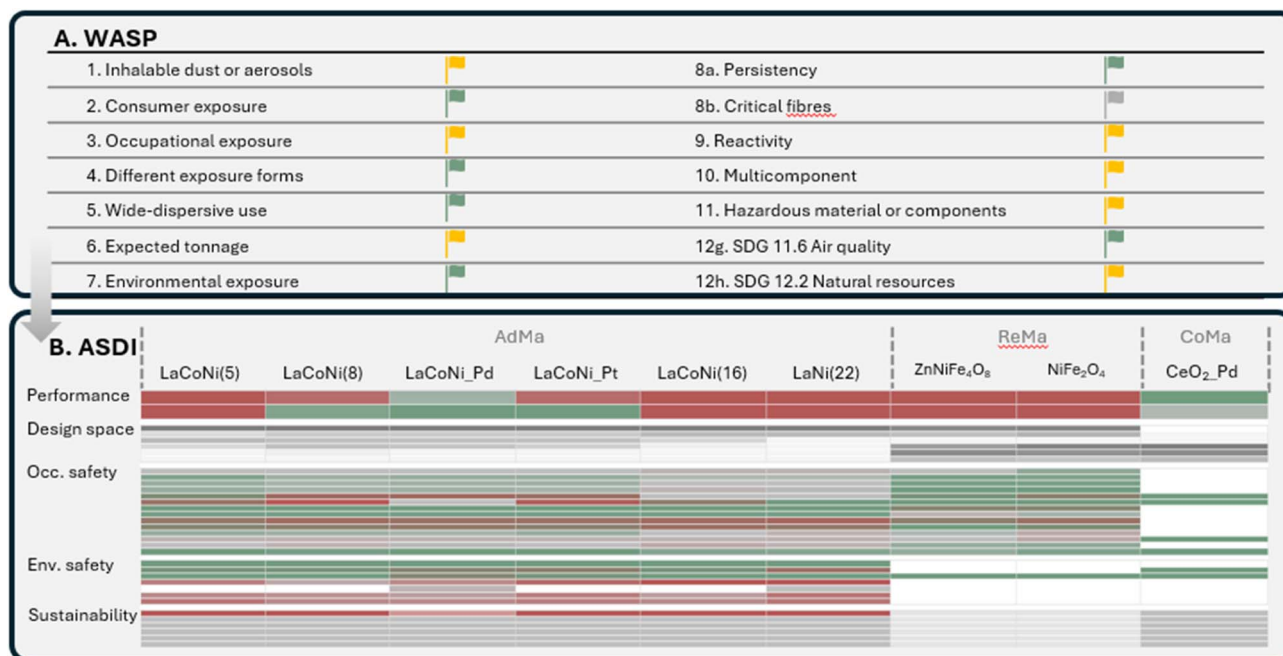 A. WASP
1. Inhalable dust or aerosols
8a. Persistency
2. Consumer exposure
8b. Critical fibres
3. Occupational exposure
9. Reactivity
4. Different exposure forms
10. Multicomponent
5. Wide-dispersive use
11. Hazardous material or components
6. Expected tonnage
12g. SDG 11.6 Air quality
7. Environmental exposure
12h. SDG 12.2 Natural resources
B. ASDI
AdMa
ReMa
CoMa
LaCoNi(5) LaCoNi(8) LaCoNi_Pd LaCoNi_Pt LaCoNi(16) LaNi(22) ZnNiFe₄O₈ NiFe₂O₄ CeO₂_Pd
Performance
Design space
Occ. safety
Env. safety
Sustainability